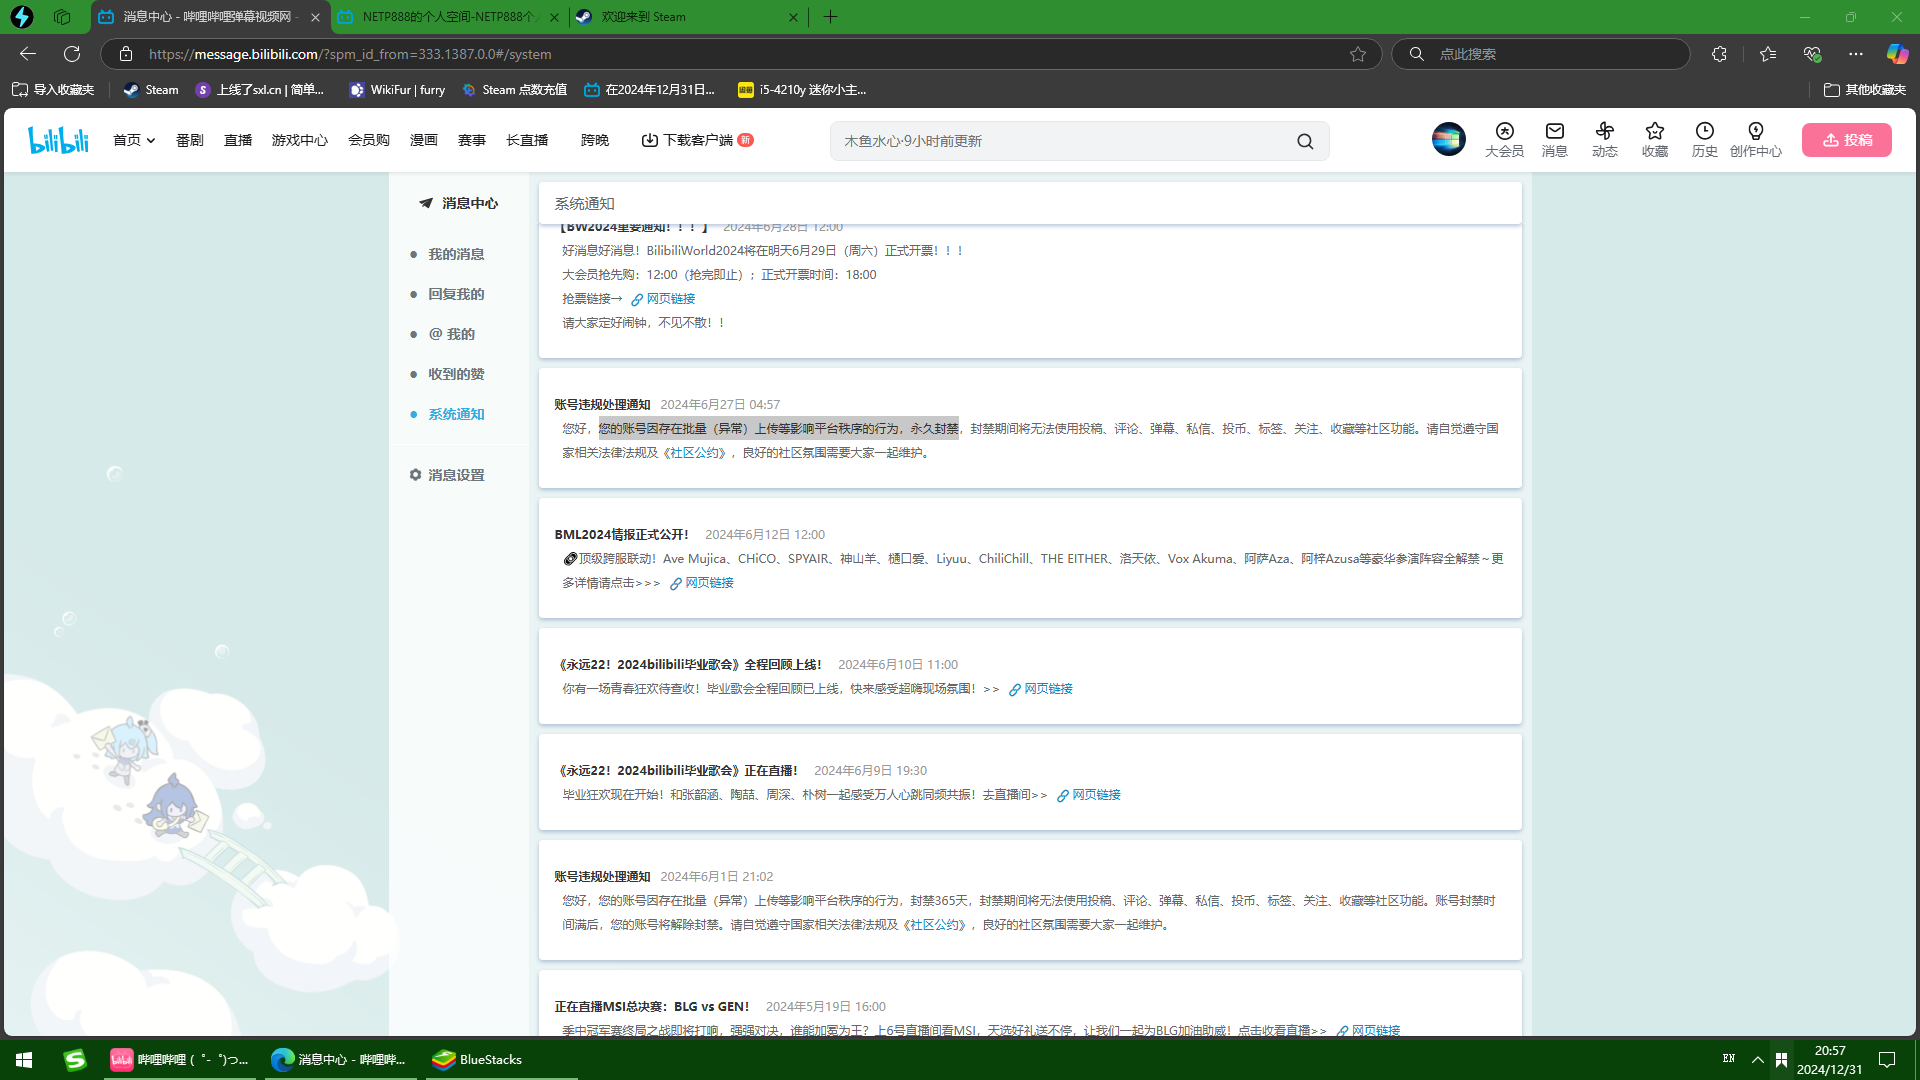 消息中心 - 哔哩哔哩弹幕视频网 -
NETP888的个人空间-NETP888个人
欢迎来到 Steam
https://message.bilibili.com/?spm_id_from=333.1387.0.0#/system
点此搜索
导入收藏夹
Steam
上线了sxl.cn | 简单...
WikiFur | furry
Steam 点数充值
在2024年12月31日...
i5-4210y 迷你小主...
其他收藏夹
bilibili
首页
番剧
直播
游戏中心
会员购
漫画
赛事
长直播
跨晚
下载客户端
新
木鱼水心·9小时前更新
大会员
消息
动态
收藏
历史
创作中心
投稿
消息中心
我的消息
回复我的
@ 我的
收到的赞
系统通知
消息设置
系统通知
【BW2024重要通知！！！】 2024年6月28日 12:00
好消息好消息！BilibiliWorld2024将在明天6月29日（周六）正式开票！！！
大会员抢先购：12:00（抢完即止）；正式开票时间：18:00
抢票链接→ 网页链接
请大家定好闹钟，不见不散！！
账号违规处理通知 2024年6月27日 04:57
您好，您的账号因存在批量（异常）上传等影响平台秩序的行为，永久封禁，封禁期间将无法使用投稿、评论、弹幕、私信、投币、标签、关注、收藏等社区功能。请自觉遵守国
家相关法律法规及《社区公约》，良好的社区氛围需要大家一起维护。
BML2024情报正式公开！ 2024年6月12日 12:00
顶级跨服联动！Ave Mujica、CHiCO、SPYAIR、神山羊、樋口爱、Liyuu、ChiliChill、THE EITHER、洛天依、Vox Akuma、阿萨Aza、阿梓Azusa等豪华参演阵容全解禁～更
多详情请点击>>> 网页链接
《永远22！2024bilibili毕业歌会》全程回顾上线！ 2024年6月10日 11:00
你有一场青春狂欢待查收！毕业歌会全程回顾已上线，快来感受超嗨现场氛围！>> 网页链接
《永远22！2024bilibili毕业歌会》正在直播！ 2024年6月9日 19:30
毕业狂欢现在开始！和张韶涵、陶喆、周深、朴树一起感受万人心跳同频共振！去直播间>> 网页链接
账号违规处理通知 2024年6月1日 21:02
您好，您的账号因存在批量（异常）上传等影响平台秩序的行为，封禁365天，封禁期间将无法使用投稿、评论、弹幕、私信、投币、标签、关注、收藏等社区功能。账号封禁时
间满后，您的账号将解除封禁。请自觉遵守国家相关法律法规及《社区公约》，良好的社区氛围需要大家一起维护。
正在直播MSI总决赛：BLG vs GEN！ 2024年5月19日 16:00
季中冠军赛终局之战即将打响，强强对决，谁能加冕为王？上6号直播间看MSI，天选好礼送不停，让我们一起为BLG加油助威！点击收看直播>> 网页链接
哔哩哔哩 ( ゜- ゜)つ...
消息中心 - 哔哩哔...
BlueStacks
EN
20:57
2024/12/31